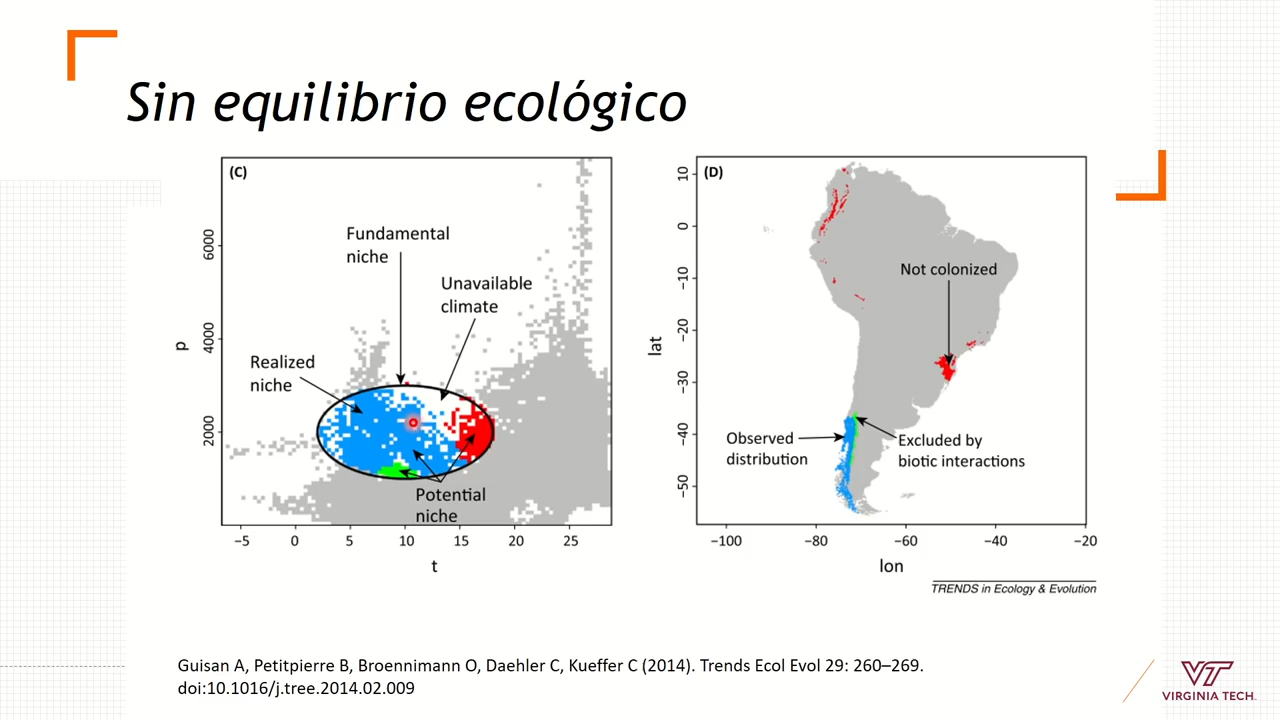 Sin equilibrio ecológico
(C)
Fundamental
niche
Unavailable
climate
Realized
niche
Potential
niche
p
6000
4000
2000
−5 0 5 10 15 20 25
t
(D)
Not colonized
Observed
distribution
Excluded by
biotic interactions
lat
10
0
−10
−20
−30
−40
−50
−100 −80 −60 −40 −20
lon
TRENDS in Ecology & Evolution
Guisan A, Petitpierre B, Broennimann O, Daehler C, Kueffer C (2014). Trends Ecol Evol 29: 260–269.
doi:10.1016/j.tree.2014.02.009
VT
VIRGINIA TECH